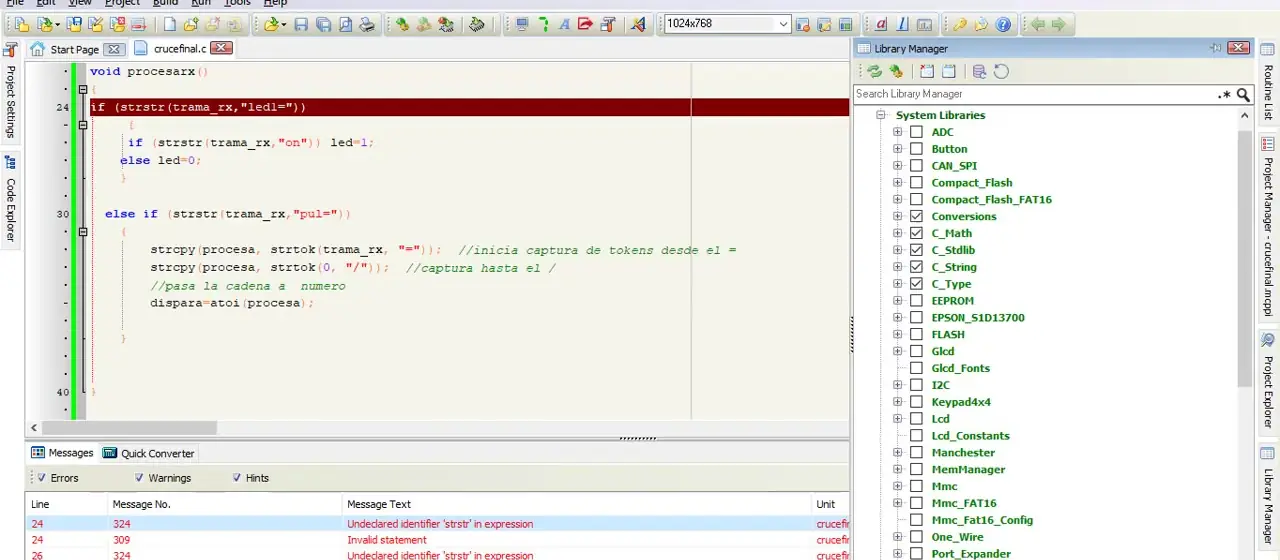 File Edit View Project Build Run Tools Help
1024x768
Start Page
crucefinal.c
Project Settings
Code Explorer
void procesarx()
{
24 if (strstr(trama_rx,"led1="))
{
if (strstr(trama_rx,"on")) led=1;
else led=0;
}
30 else if (strstr(trama_rx,"pul="))
{
strcpy(procesa, strtok(trama_rx, "=")); //inicia captura de tokens desde el =
strcpy(procesa, strtok(0, "/")); //captura hasta el /
//pasa la cadena a numero
dispara=atoi(procesa);
}
40 }
Messages
Quick Converter
Errors Warnings Hints
Line Message No. Message Text Unit
24 324 Undeclared identifier 'strstr' in expression crucefi
24 309 Invalid statement crucefi
26 324 Undeclared identifier 'strstr' in expression crucefi
Library Manager
Search Library Manager
System Libraries
ADC
Button
CAN_SPI
Compact_Flash
Compact_Flash_FAT16
Conversions
C_Math
C_Stdlib
C_String
C_Type
EEPROM
EPSON_S1D13700
FLASH
Glcd
Glcd_Fonts
I2C
Keypad4x4
Lcd
Lcd_Constants
Manchester
MemManager
Mmc
Mmc_FAT16
Mmc_Fat16_Config
One_Wire
Port_Expander
Routine List
Project Manager - crucefinal.mcppi
Project Explorer
Library Manager